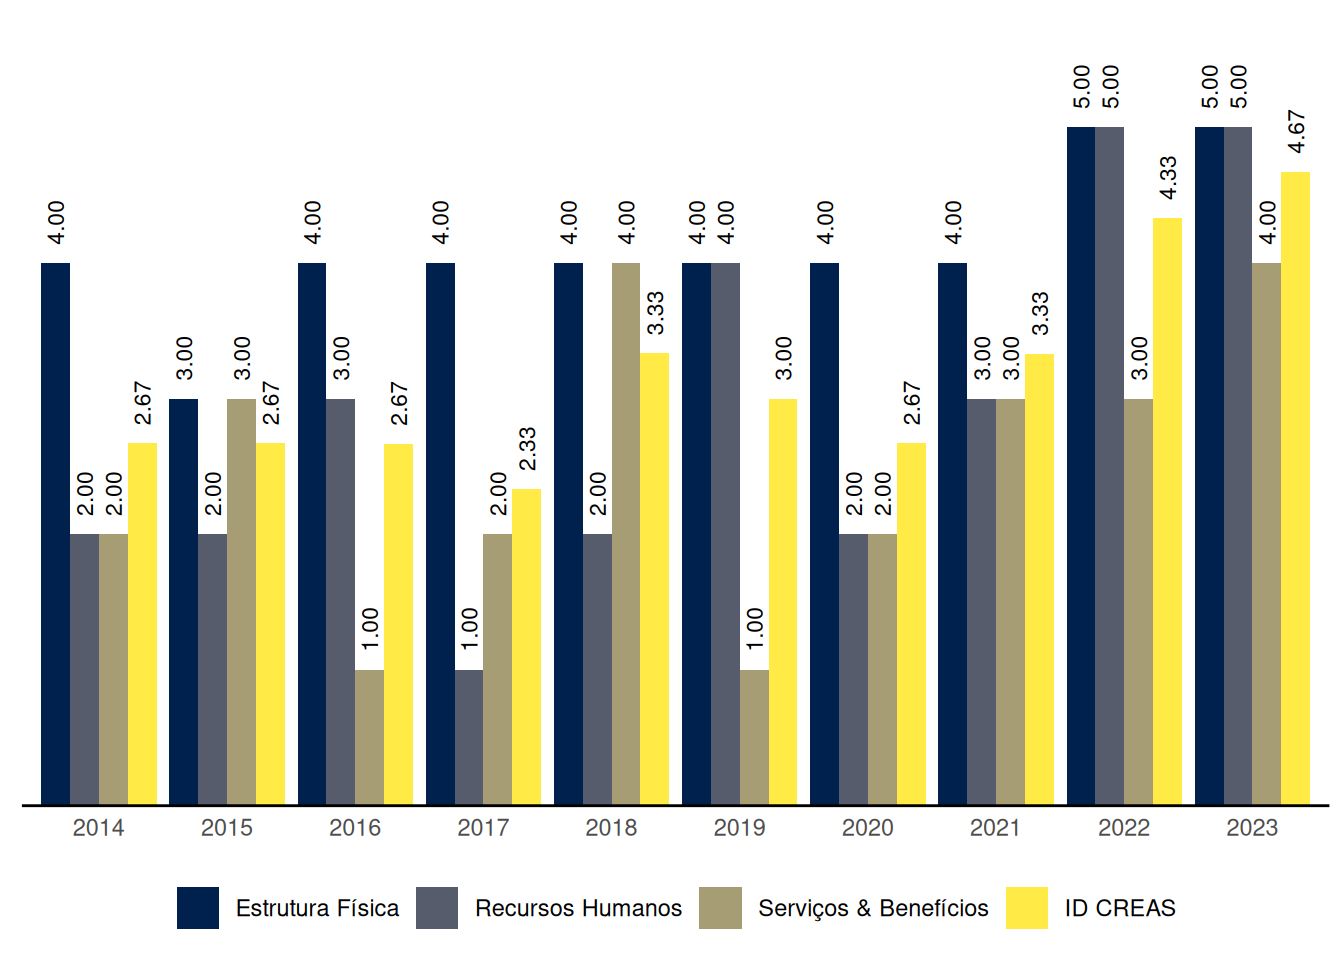 5.00 5.00 5.00 5.00
4.67
4.33
4.00 4.00 4.00 4.00 4.00 4.00 4.00 4.00 4.00 4.00
3.33 3.33
3.00 3.00 3.00 3.00 3.00 3.00 3.00
2.67 2.67 2.67 2.67
2.33
2.00 2.00 2.00 2.00 2.00 2.00 2.00
1.00 1.00 1.00
2014 2015 2016 2017 2018 2019 2020 2021 2022 2023
Estrutura Física Recursos Humanos Serviços & Benefícios ID CREAS